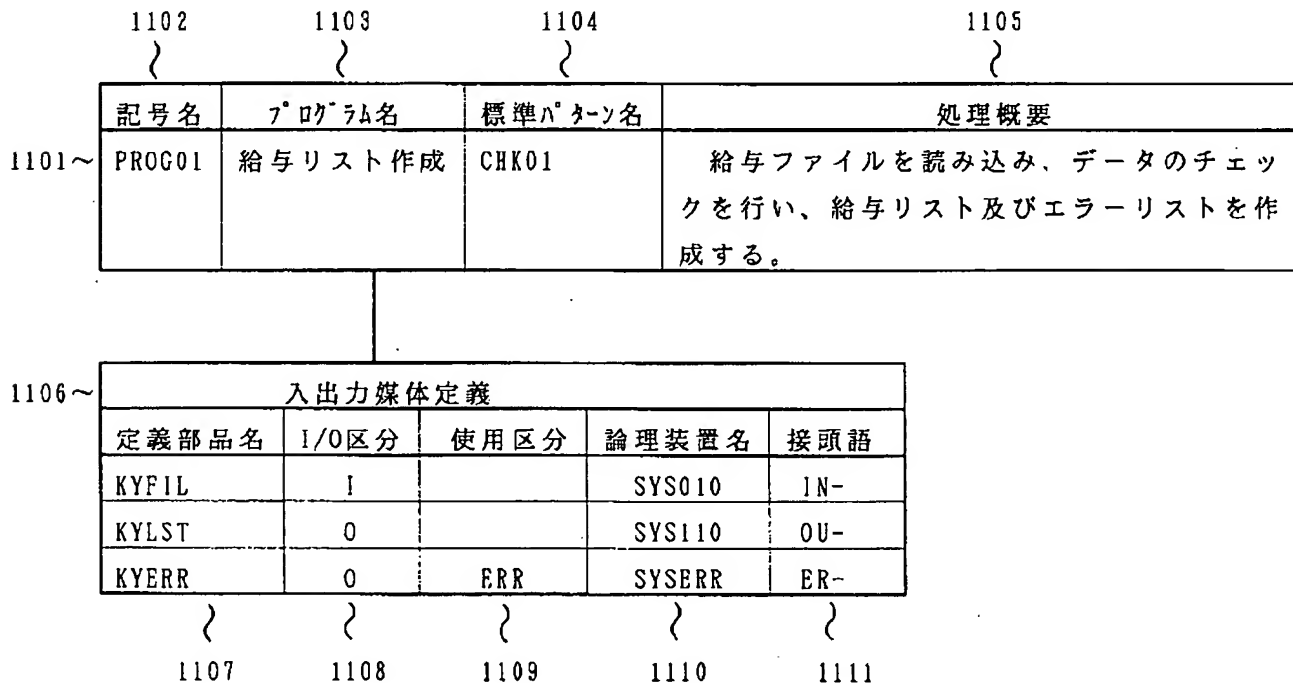 1102 1103 1104 1105
記号名 プログラム名 標準パターン名 処理概要
1101~ PROG01 給与リスト作成 CHK01 給与ファイルを読み込み、データのチェッ
クを行い、給与リスト及びエラーリストを作
成する。
1106~ 入出力媒体定義
定義部品名 I/O区分 使用区分 論理装置名 接頭語
KYFIL I SYS010 IN-
KYLST O SYS110 OU-
KYERR O ERR SYSERR ER-
1107 1108 1109 1110 1111